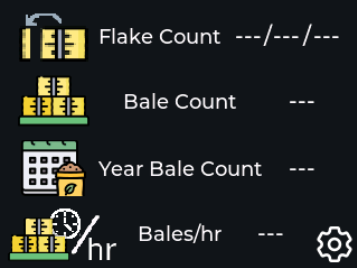 Flake Count ---/---/---
Bale Count ---
Year Bale Count ---
/hr Bales/hr ---